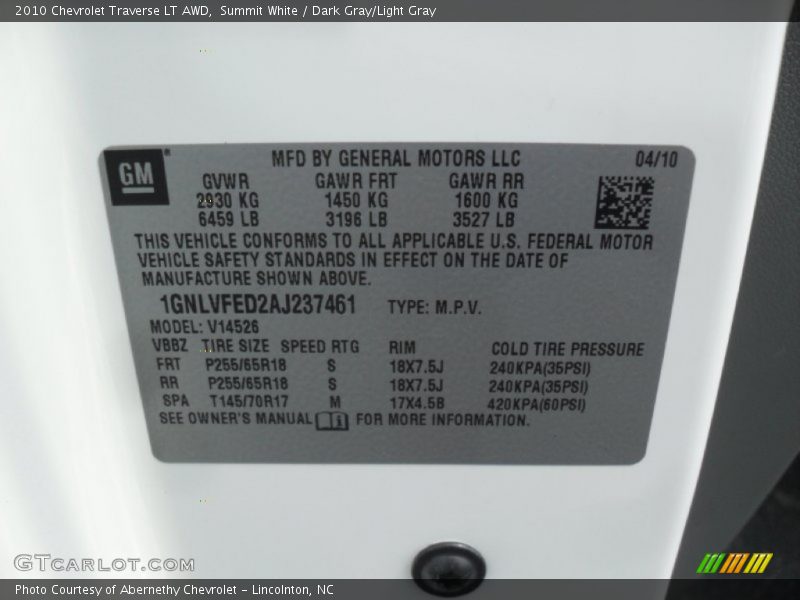 2010 Chevrolet Traverse LT AWD,  Summit White / Dark Gray/Light Gray
GM
MFD BY GENERAL MOTORS LLC 04/10
GVWR GAWR FRT GAWR RR
2930 KG 1450 KG 1600 KG
6459 LB 3196 LB 3527 LB
THIS VEHICLE CONFORMS TO ALL APPLICABLE U.S. FEDERAL MOTOR
VEHICLE SAFETY STANDARDS IN EFFECT ON THE DATE OF
MANUFACTURE SHOWN ABOVE.
1GNLVFED2AJ237461 TYPE: M.P.V.
MODEL: V14526
VBBZ TIRE SIZE SPEED RTG RIM COLD TIRE PRESSURE
FRT P255/65R18 S 18X7.5J 240KPA(35PSI)
RR P255/65R18 S 18X7.5J 240KPA(35PSI)
SPA T145/70R17 M 17X4.5B 420KPA(60PSI)
SEE OWNER'S MANUAL FOR MORE INFORMATION.
GTCARLOT.COM
Photo Courtesy of Abernethy Chevrolet - Lincolnton, NC